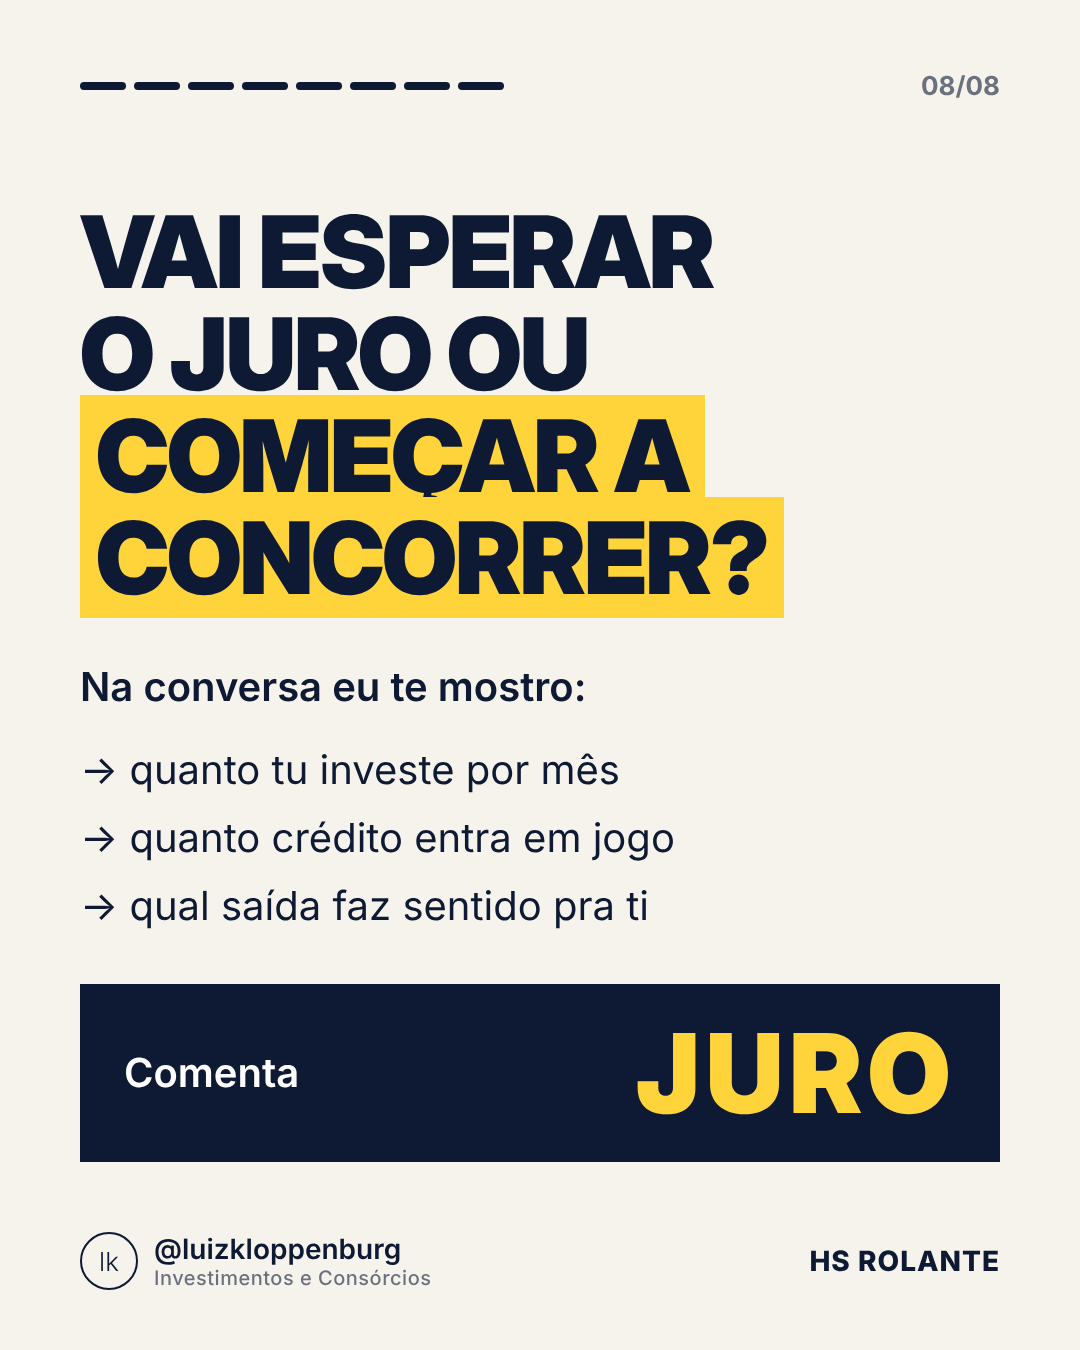 08/08
VAI ESPERAR
O JURO OU
COMEÇAR A
CONCORRER?
Na conversa eu te mostro:
→ quanto tu investe por mês
→ quanto crédito entra em jogo
→ qual saída faz sentido pra ti
Comenta JURO
lk
@luizkloppenburg
Investimentos e Consórcios
HS ROLANTE